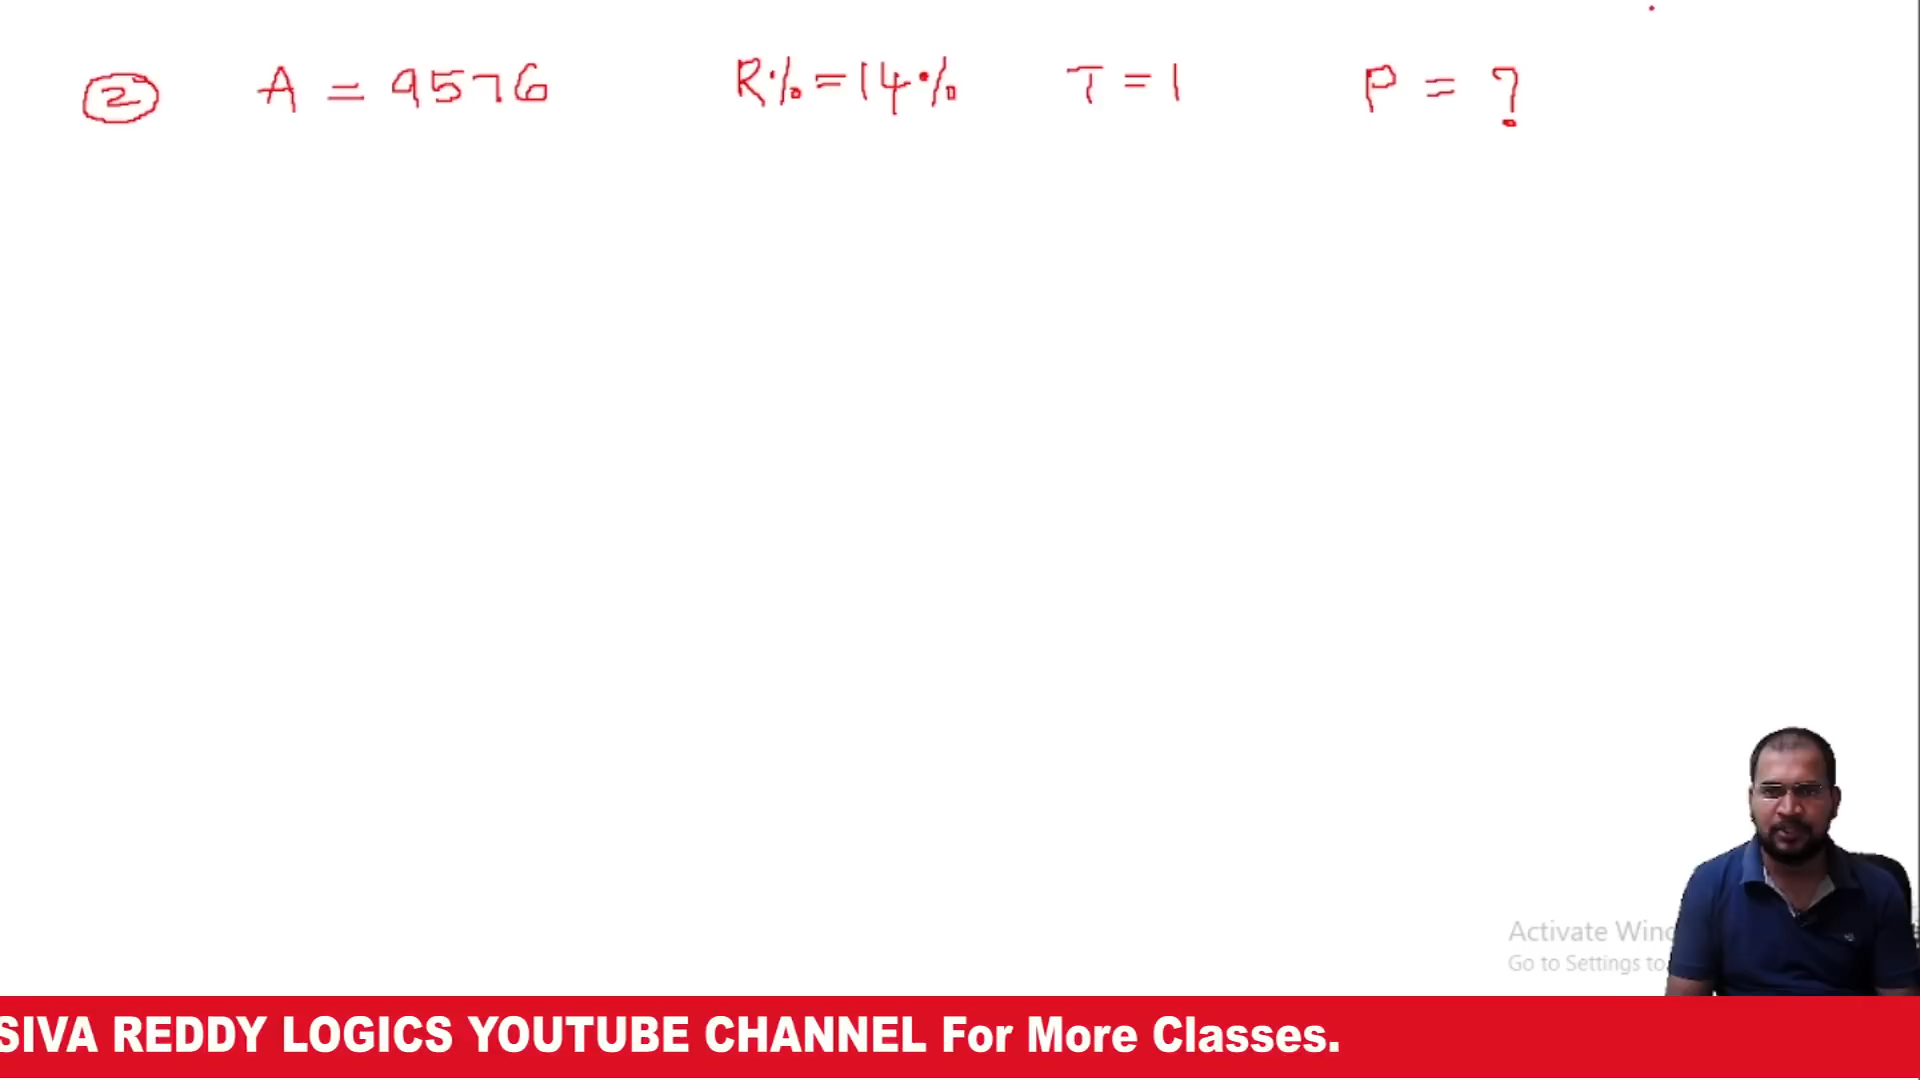 ② A = 9576 R% = 14% T = 1 P = ?
Activate Wind
Go to Settings to
SIVA REDDY LOGICS YOUTUBE CHANNEL For More Classes.